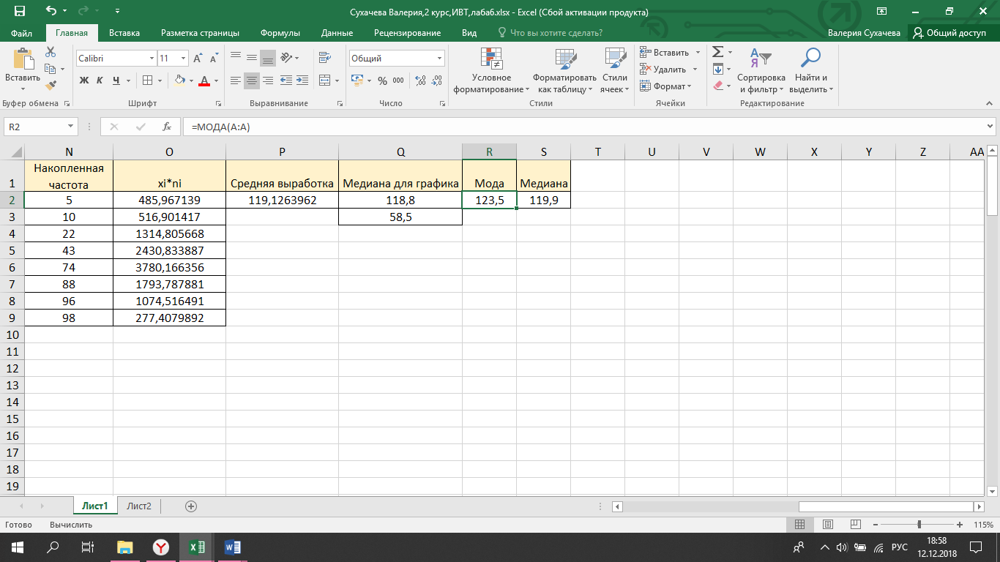 Сухачева Валерия,2 курс,ИВТ,лаба6.xlsx - Excel (Сбой активации продукта)
Файл Главная Вставка Разметка страницы Формулы Данные Рецензирование Вид Что вы хотите сделать? Валерия Сухачева Общий доступ
Вставить
Calibri 11
Ж К Ч
Общий
% 000
Условное форматирование
Форматировать как таблицу
Стили ячеек
Вставить
Удалить
Формат
Сортировка и фильтр
Найти и выделить
Буфер обмена Шрифт Выравнивание Число Стили Ячейки Редактирование
R2 fx =МОДА(A:A)
N O P Q R S T U V W X Y Z AA
1 Накопленная частота xi*ni Средняя выработка Медиана для графика Мода Медиана
2 5 485,967139 119,1263962 118,8 123,5 119,9
3 10 516,901417 58,5
4 22 1314,805668
5 43 2430,833887
6 74 3780,166356
7 88 1793,787881
8 96 1074,516491
9 98 277,4079892
10
11
12
13
14
15
16
17
18
19
Лист1 Лист2
Готово Вычислить 115%
РУС
18:58
12.12.2018